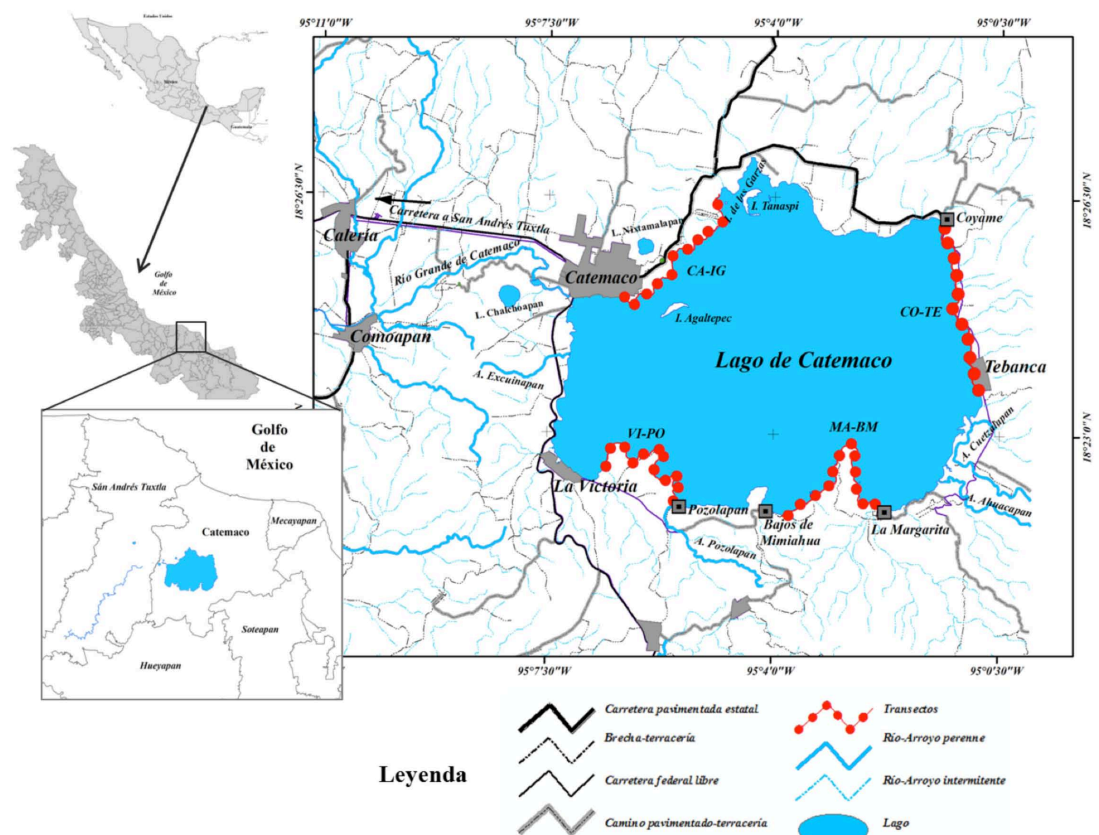 Estados Unidos
México
Guatemala
Golfo
de
México
Golfo
de
México
San Andrés Tuxtla
Catemaco
Mecayapan
Soteapan
Hueyapan
95°11'0"W
95°7'30"W
95°4'0"W
95°0'30"W
18°26'30"N
18°26'30"N
Carretera a San Andrés Tuxtla
Calería
Río Grande de Catemaco
Catemaco
L. Nixtamalapan
I. de las Garzas
I. Tanaspi
Coyame
CA-IG
L. Chalchoapan
I. Agaltepec
CO-TE
Comoapan
A. Excuinapan
Lago de Catemaco
Tebanca
VI-PO
MA-BM
A. Cuetzalapan
18°23'0"N
La Victoria
A. Ahuacapan
Pozolapan
Bajos de
Mimiahua
La Margarita
A. Pozolapan
95°7'30"W
95°4'0"W
95°0'30"W
Leyenda
Carretera pavimentada estatal
Brecha-terracería
Carretera federal libre
Camino pavimentado-terracería
Transectos
Río-Arroyo perenne
Río-Arroyo intermitente
Lago